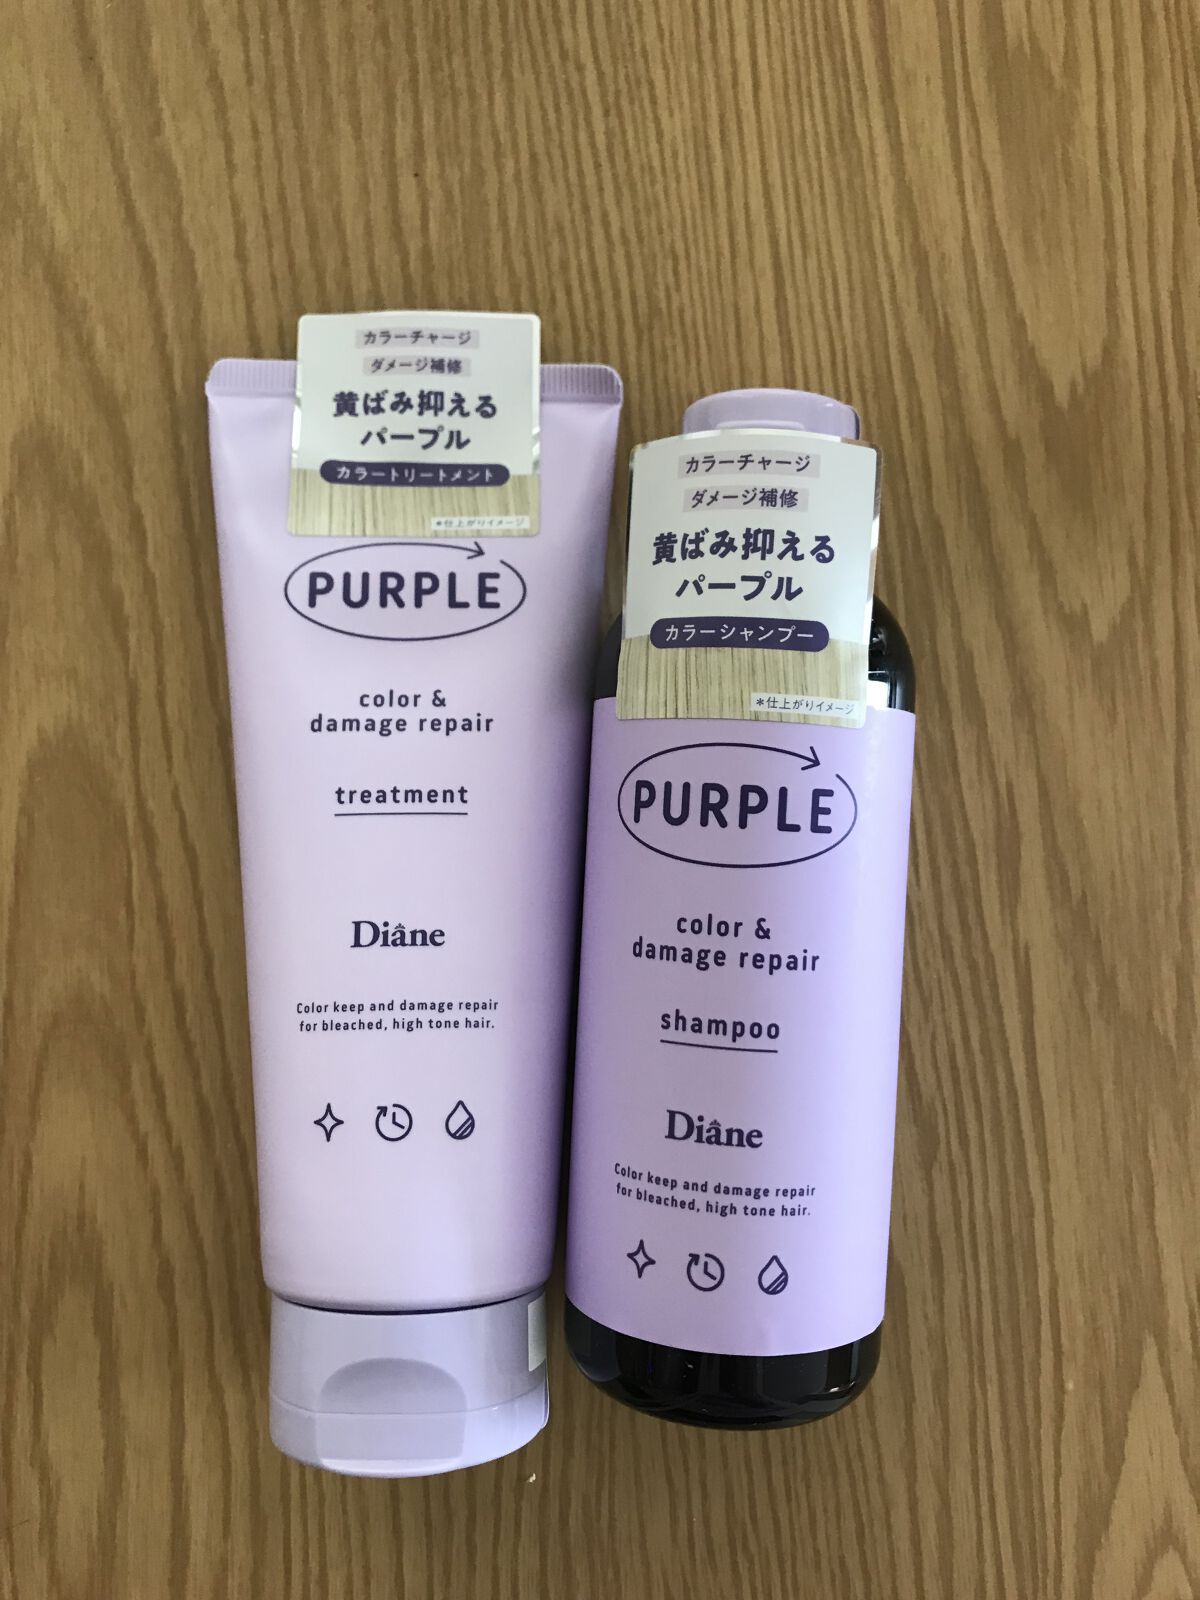 カラーチャージ
ダメージ補修
黄ばみ抑える
パープル
カラートリートメント
*仕上がりイメージ
PURPLE
color &
damage repair
treatment
Diâne
Color keep and damage repair
for bleached, high tone hair.
カラーチャージ
ダメージ補修
黄ばみ抑える
パープル
カラーシャンプー
*仕上がりイメージ
PURPLE
color &
damage repair
shampoo
Diâne
Color keep and damage repair
for bleached, high tone hair.